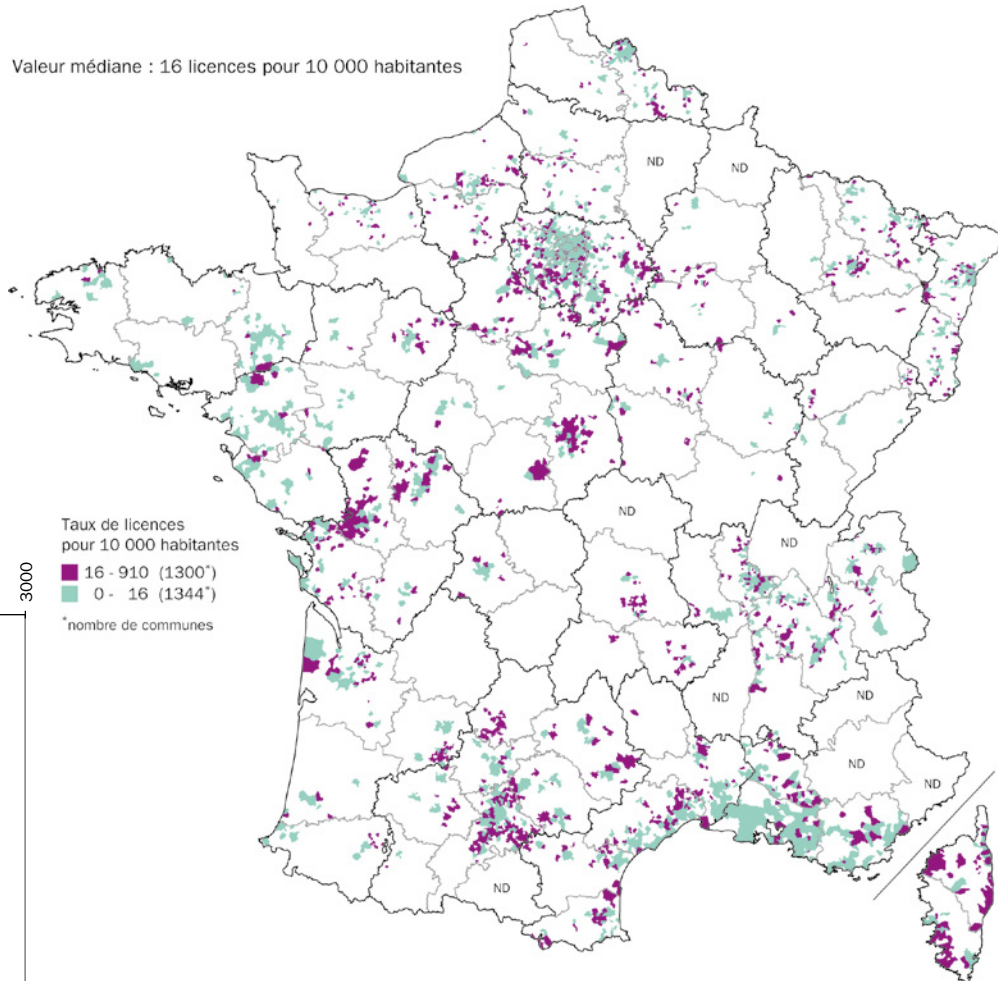 Valeur médiane : 16 licences pour 10 000 habitantes
ND
ND
ND
ND
Taux de licences
pour 10 000 habitantes
16 - 910 (1300*)
0 - 16 (1344*)
*nombre de communes
3000
ND
ND
ND
ND
ND